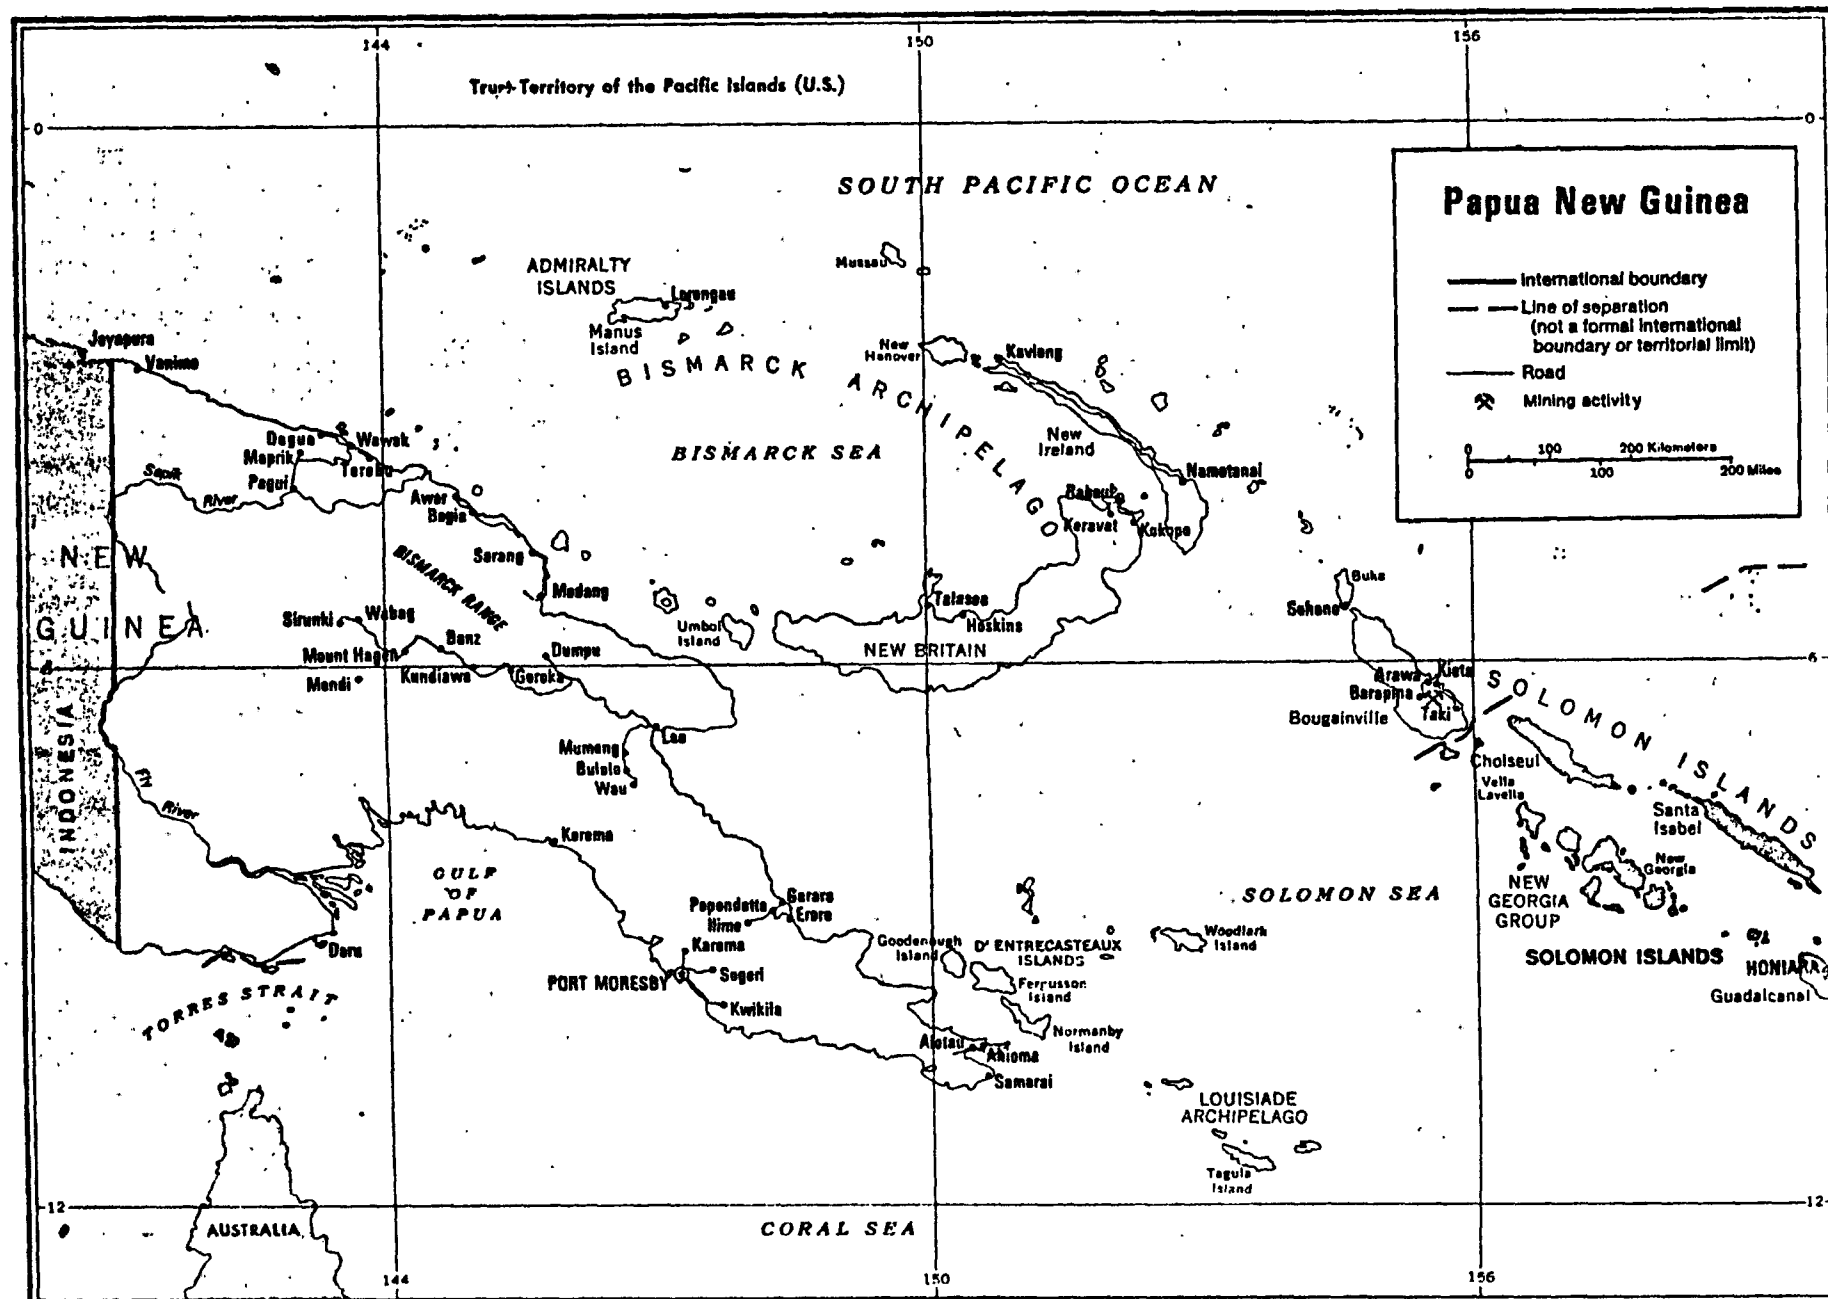 144
150
156
Trust Territory of the Pacific Islands (U.S.)
0
0
SOUTH PACIFIC OCEAN
Papua New Guinea
International boundary
Line of separation
(not a formal international
boundary or territorial limit)
Road
Mining activity
0 100 200 Kilometers
0 100 200 Miles
Mussau
ADMIRALTY
ISLANDS
Lorengau
Manus
Island
BISMARCK ARCHIPELAGO
New
Hanover
Kavieng
Jayapura
Vanimo
BISMARCK SEA
New
Ireland
Namatanai
Dagua
Wewak
Maprik
Terebu
Pagui
Sepik
River
Awar
Bogia
Rabaul
Keravat
Kokopo
NEW
GUINEA
BISMARCK RANGE
Sarang
Madang
Buka
Sohano
Talasea
Hoskins
Umboi
Island
NEW BRITAIN
Sirunki
Wabag
Banz
Mount Hagen
Kundiawa
Goroka
Dumpu
Mendi
6
6
Arawa
Kieta
Barapina
Taki
Bougainville
SOLOMON ISLANDS
INDONESIA
Lae
Mumeng
Bulolo
Wau
Choiseul
Vella
Lavella
Santa
Isabel
Fly
River
Kerema
GULF
OF
PAPUA
New
Georgia
NEW
GEORGIA
GROUP
SOLOMON SEA
Popondetta
Gorara
Ilimo
Erore
Daru
Karema
Sogeri
PORT MORESBY
Kwikila
Goodenough
Island
D'ENTRECASTEAUX
ISLANDS
Fergusson
Island
Woodlark
Island
SOLOMON ISLANDS
HONIARA
Guadalcanal
TORRES STRAIT
Normanby
Island
Alotau
Ahioma
Samarai
LOUISIADE
ARCHIPELAGO
Tagula
Island
12
12
AUSTRALIA
CORAL SEA
144
150
156